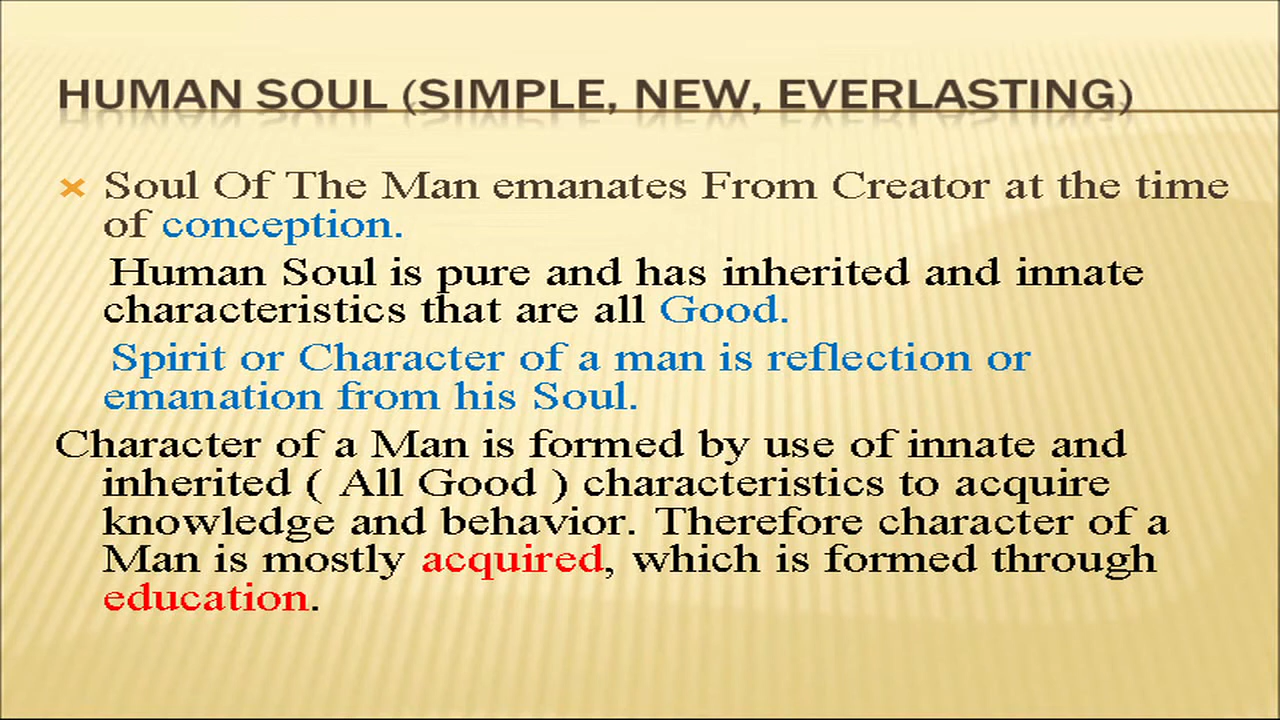 HUMAN SOUL (SIMPLE, NEW, EVERLASTING)
Soul Of The Man emanates From Creator at the time
of conception.
Human Soul is pure and has inherited and innate
characteristics that are all Good.
Spirit or Character of a man is reflection or
emanation from his Soul.
Character of a Man is formed by use of innate and
inherited ( All Good ) characteristics to acquire
knowledge and behavior. Therefore character of a
Man is mostly acquired, which is formed through
education.